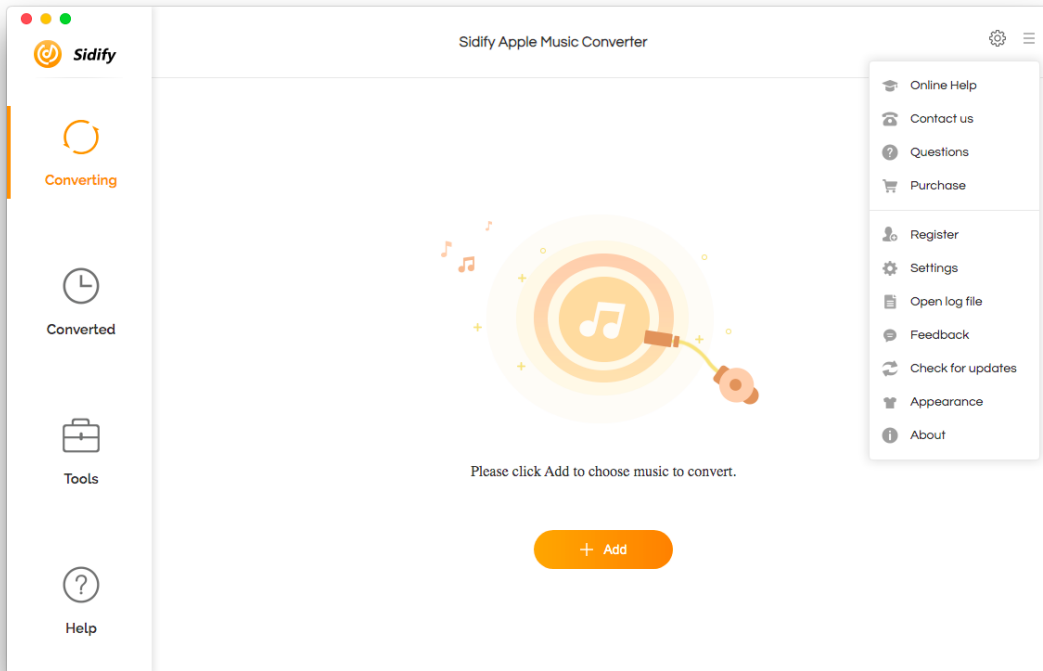 Sidify
Sidify Apple Music Converter
Converting
Converted
Tools
Help
Please click Add to choose music to convert.
Add
Online Help
Contact us
Questions
Purchase
Register
Settings
Open log file
Feedback
Check for updates
Appearance
About